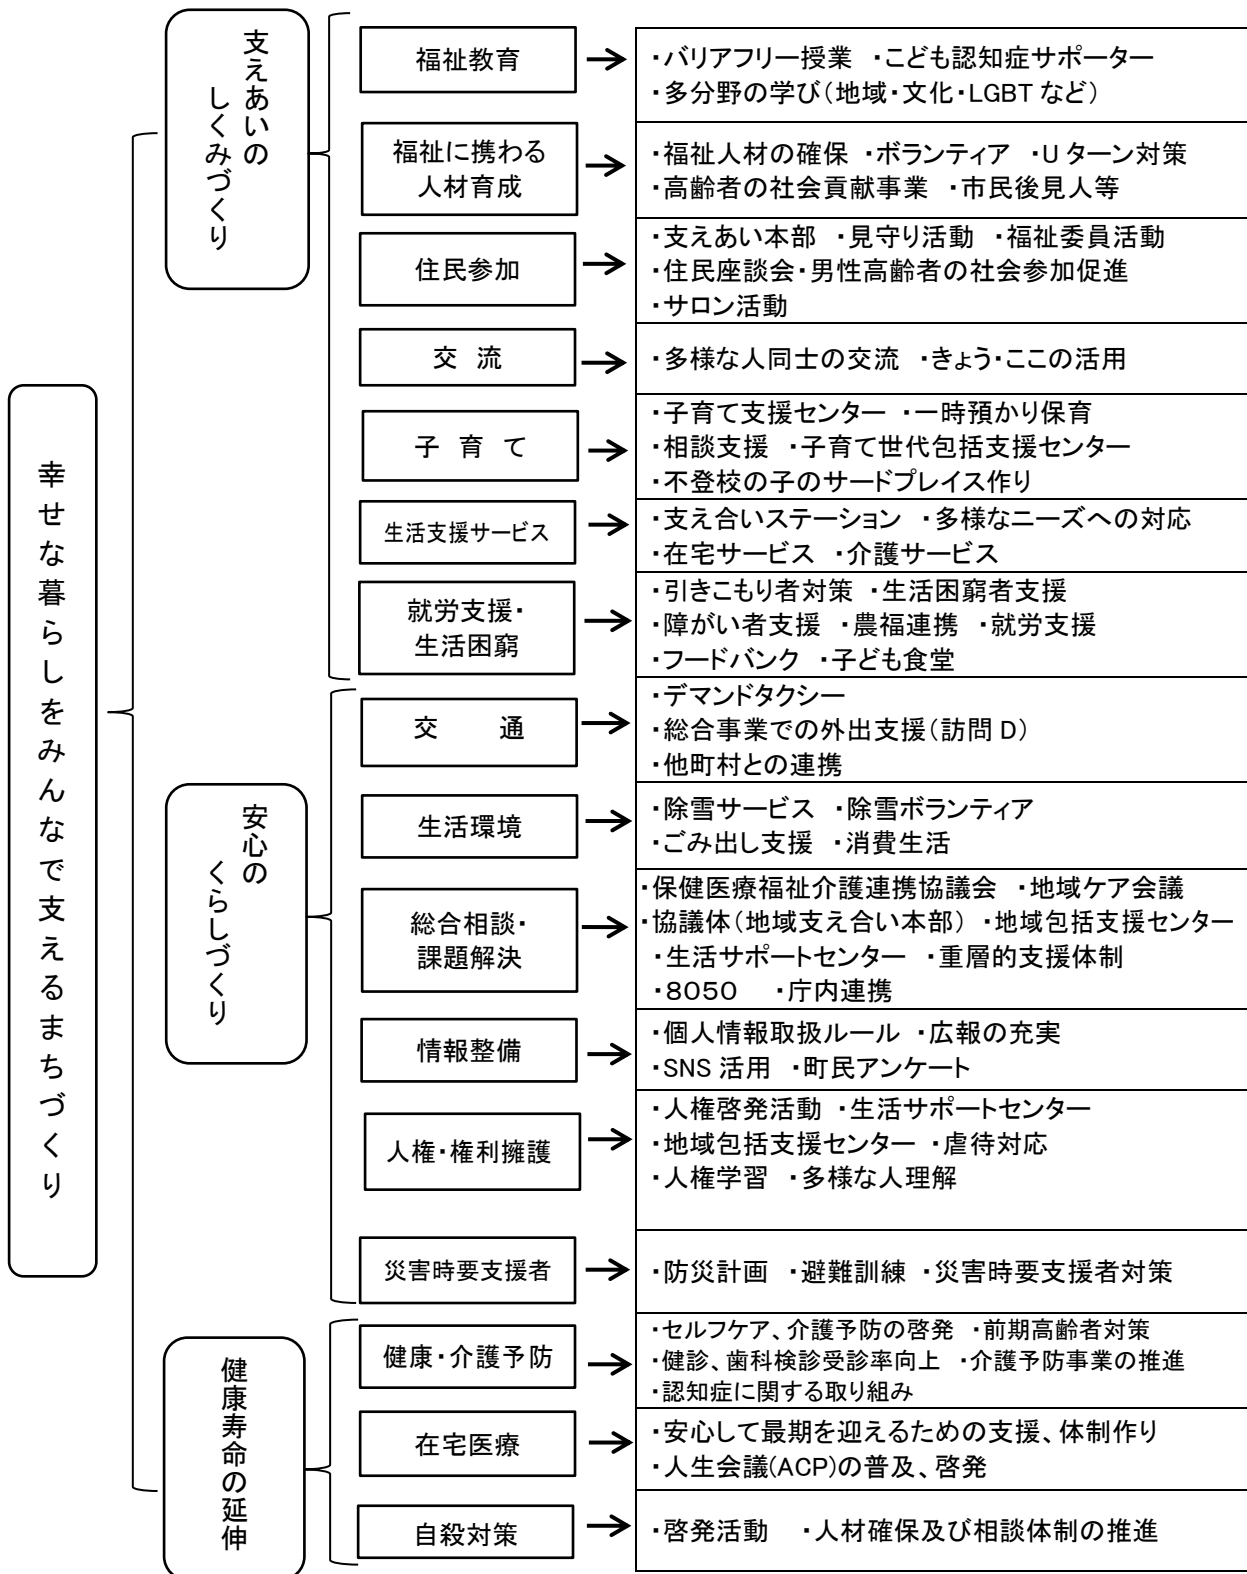 幸せな暮らしをみんなで支えるまちづくり
支えあいの
しくみづくり
福祉教育
・バリアフリー授業 ・こども認知症サポーター
・多分野の学び(地域・文化・LGBT など)
福祉に携わる
人材育成
・福祉人材の確保 ・ボランティア ・U ターン対策
・高齢者の社会貢献事業 ・市民後見人等
住民参加
・支えあい本部 ・見守り活動 ・福祉委員活動
・住民座談会・男性高齢者の社会参加促進
・サロン活動
交 流
・多様な人同士の交流 ・きょう・ここの活用
子 育 て
・子育て支援センター ・一時預かり保育
・相談支援 ・子育て世代包括支援センター
・不登校の子のサードプレイス作り
生活支援サービス
・支え合いステーション ・多様なニーズへの対応
・在宅サービス ・介護サービス
就労支援・
生活困窮
・引きこもり者対策 ・生活困窮者支援
・障がい者支援 ・農福連携 ・就労支援
・フードバンク ・子ども食堂
安心の
くらしづくり
交 通
・デマンドタクシー
・総合事業での外出支援(訪問 D)
・他町村との連携
生活環境
・除雪サービス ・除雪ボランティア
・ごみ出し支援 ・消費生活
総合相談・
課題解決
・保健医療福祉介護連携協議会 ・地域ケア会議
・協議体(地域支え合い本部) ・地域包括支援センター
・生活サポートセンター ・重層的支援体制
・8050 ・庁内連携
情報整備
・個人情報取扱ルール ・広報の充実
・SNS 活用 ・町民アンケート
人権・権利擁護
・人権啓発活動 ・生活サポートセンター
・地域包括支援センター ・虐待対応
・人権学習 ・多様な人理解
災害時要支援者
・防災計画 ・避難訓練 ・災害時要支援者対策
健康寿命の延伸
健康・介護予防
・セルフケア、介護予防の啓発 ・前期高齢者対策
・健診、歯科検診受診率向上 ・介護予防事業の推進
・認知症に関する取り組み
在宅医療
・安心して最期を迎えるための支援、体制作り
・人生会議(ACP)の普及、啓発
自殺対策
・啓発活動 ・人材確保及び相談体制の推進